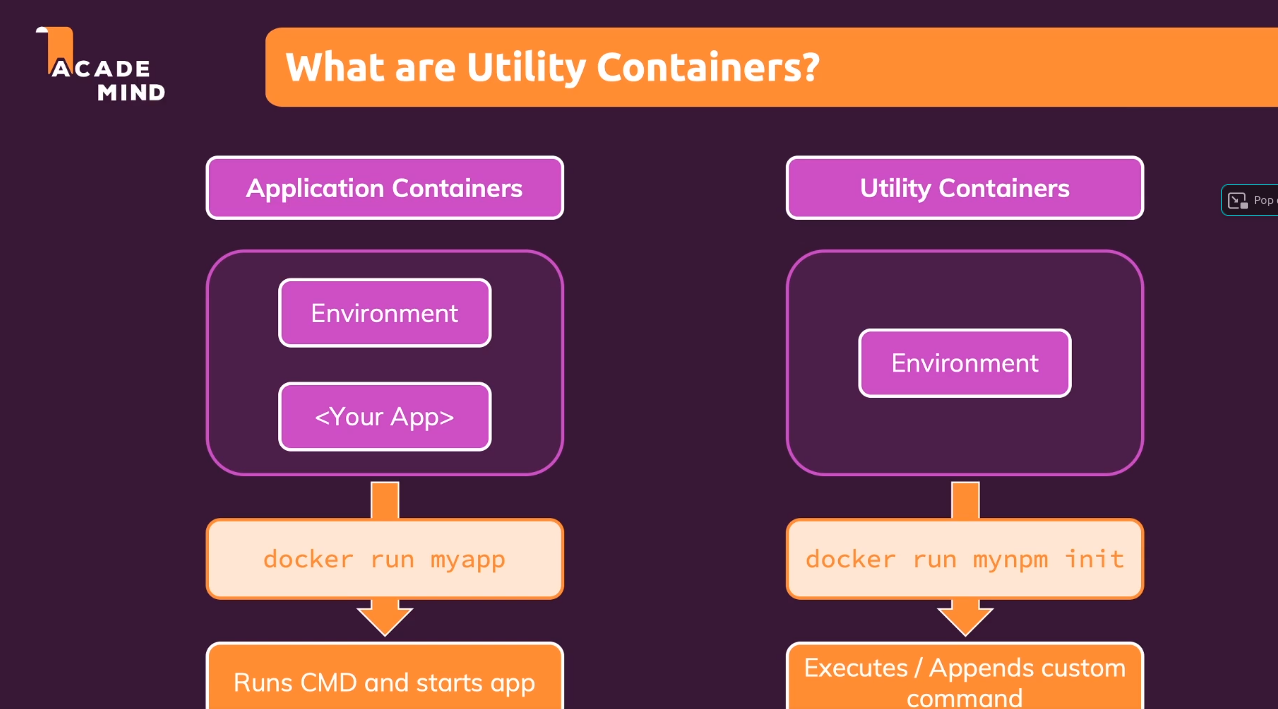 ACADE
MIND
What are Utility Containers?
Application Containers
Utility Containers
Pop
Environment
<Your App>
Environment
docker run myapp
docker run mynpm init
Runs CMD and starts app
Executes / Appends custom
command